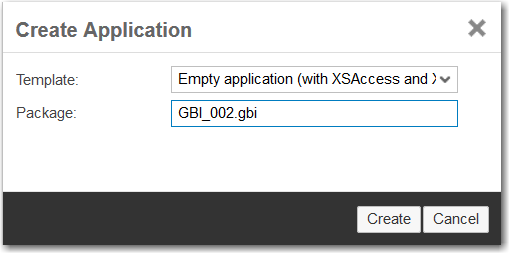 Create Application
Template: Empty application (with XSAccess and X
Package: GBI_002.gbi
Create Cancel